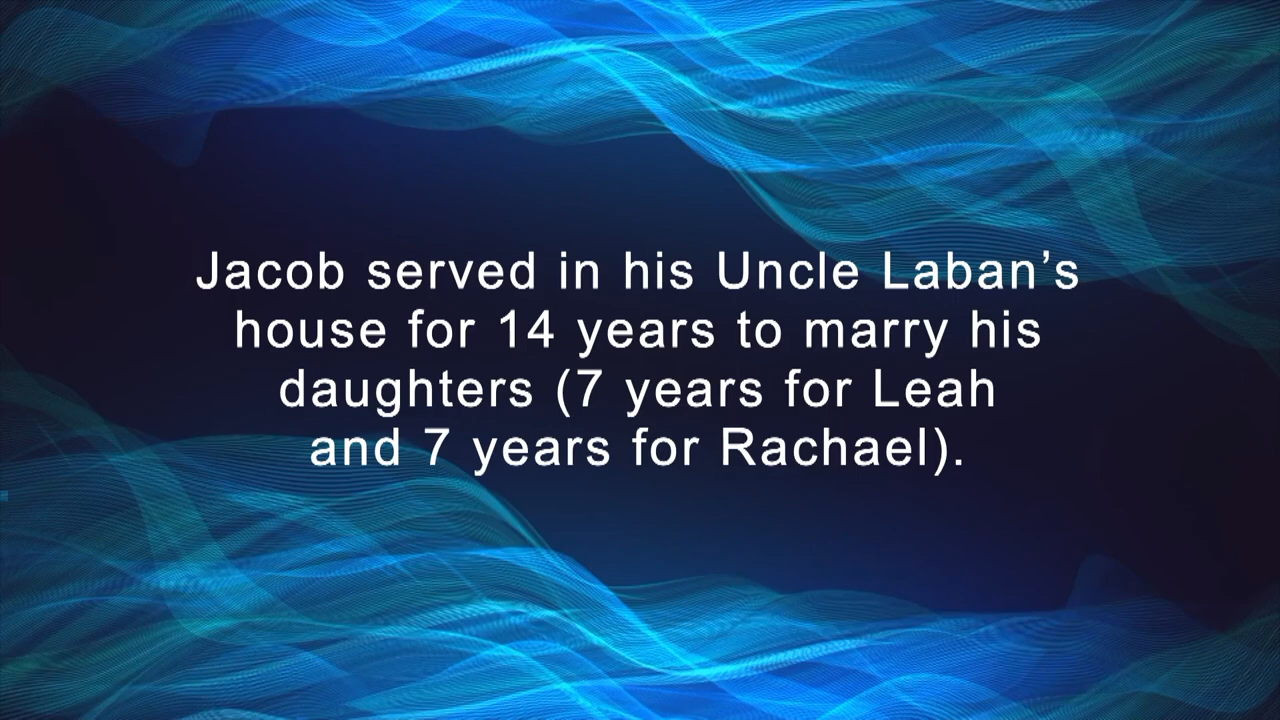 Jacob served in his Uncle Laban’s
house for 14 years to marry his
daughters (7 years for Leah
and 7 years for Rachael).